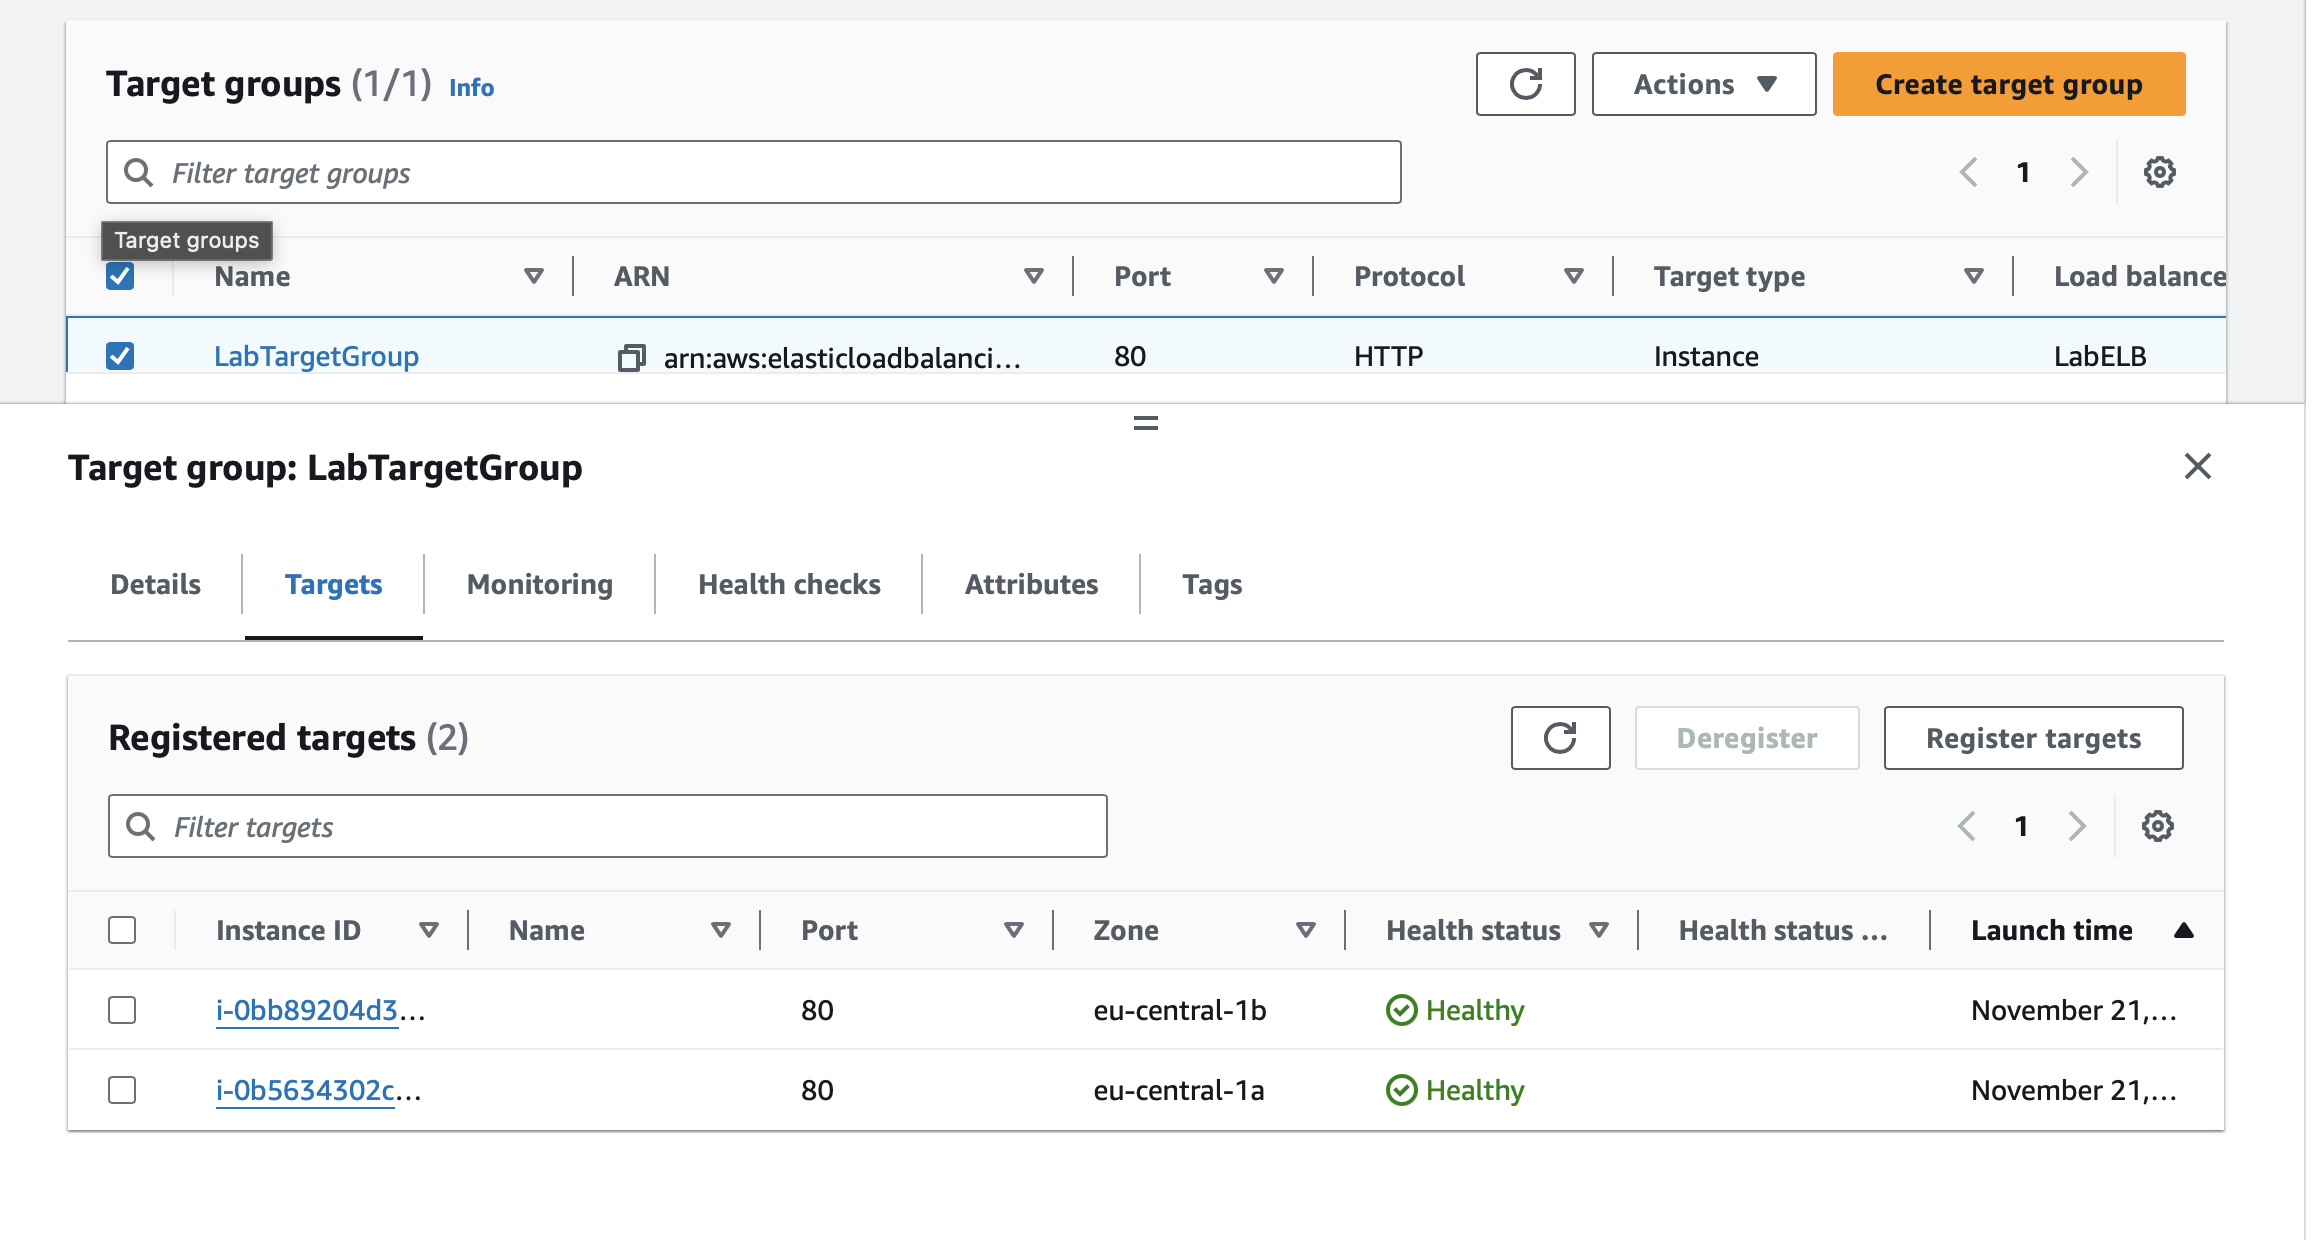 Target groups (1/1) Info
Actions
Create target group
Filter target groups
1
Target groups
Name ARN Port Protocol Target type Load balance
LabTargetGroup arn:aws:elasticloadbalanci... 80 HTTP Instance LabELB
Target group: LabTargetGroup
Details Targets Monitoring Health checks Attributes Tags
Registered targets (2)
Deregister
Register targets
Filter targets
1
Instance ID Name Port Zone Health status Health status ... Launch time
i-0bb89204d3... 80 eu-central-1b Healthy November 21,...
i-0b5634302c... 80 eu-central-1a Healthy November 21,...